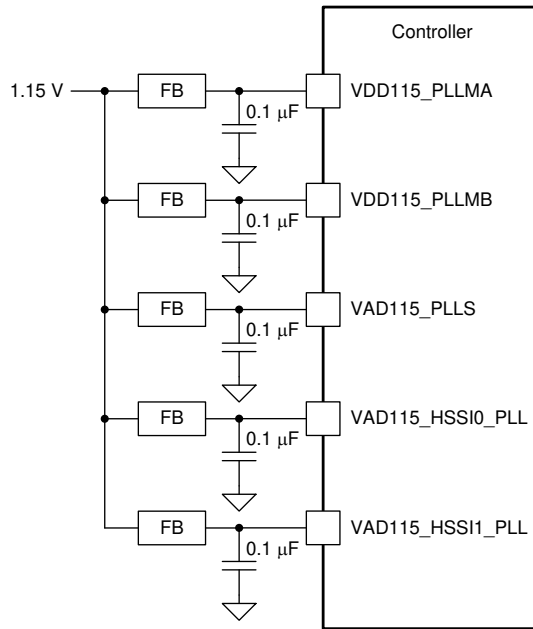 Controller
1.15 V FB VDD115_PLLMA
0.1 μF
FB VDD115_PLLMB
0.1 μF
FB VAD115_PLLS
0.1 μF
FB VAD115_HSSI0_PLL
0.1 μF
FB VAD115_HSSI1_PLL
0.1 μF